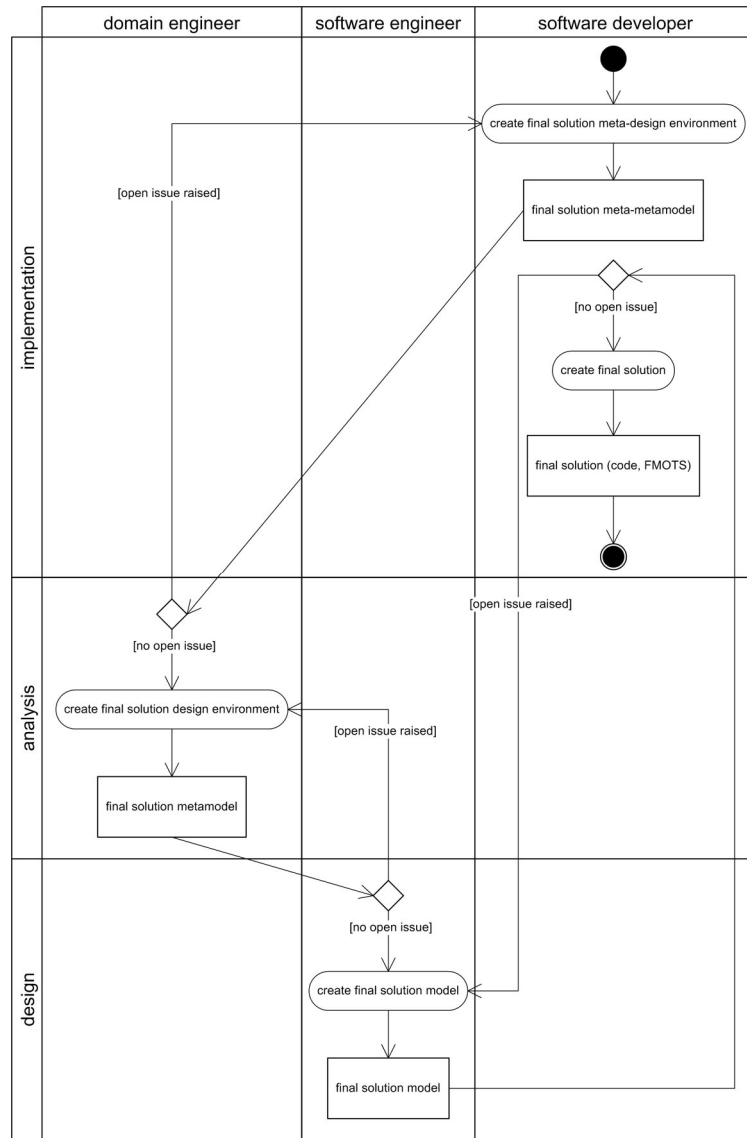 domain engineer
software engineer
software developer
implementation
create final solution meta-design environment
[open issue raised]
final solution meta-metamodel
[no open issue]
create final solution
final solution (code, FMOTS)
[open issue raised]
analysis
[no open issue]
create final solution design environment
[open issue raised]
final solution metamodel
design
[no open issue]
create final solution model
final solution model